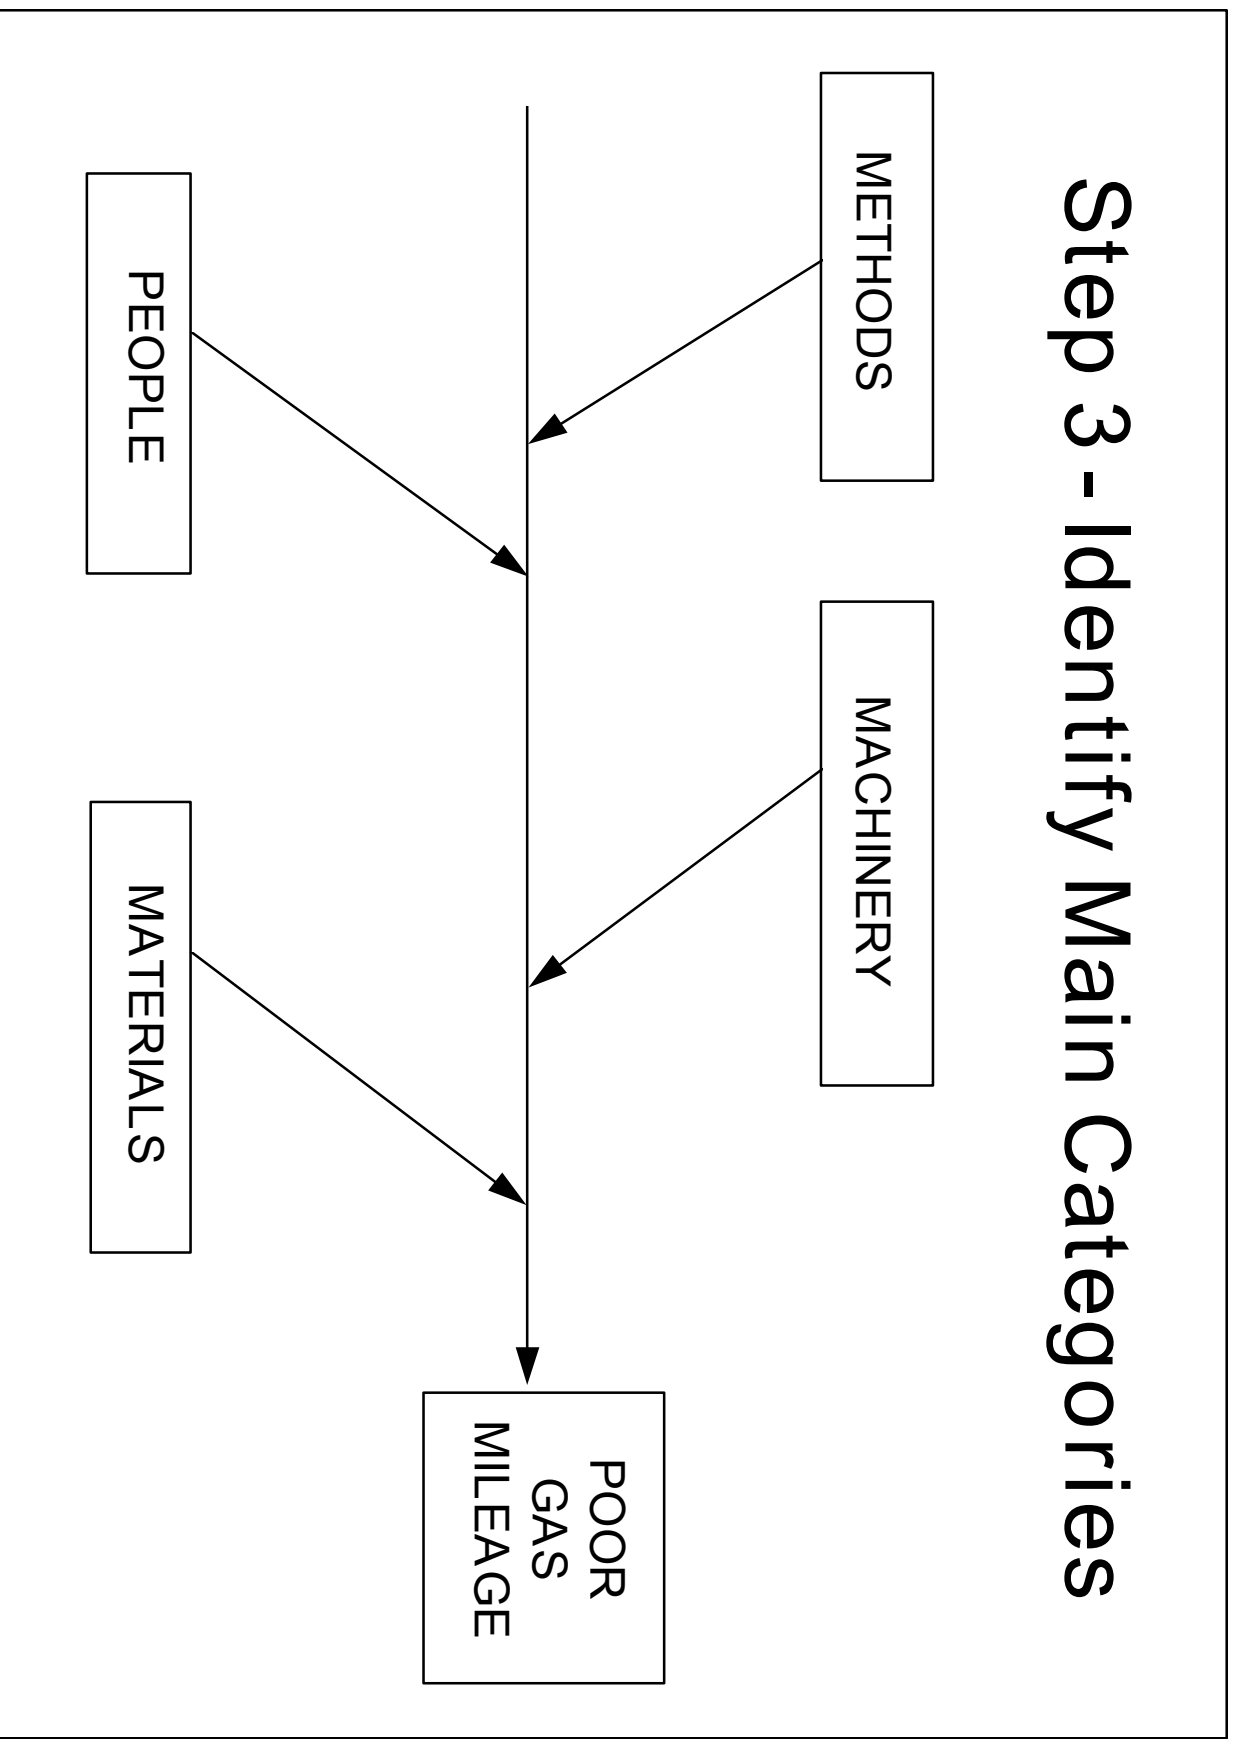 Step 3 - Identify Main Categories
METHODS
MACHINERY
POOR
GAS
MILEAGE
PEOPLE
MATERIALS